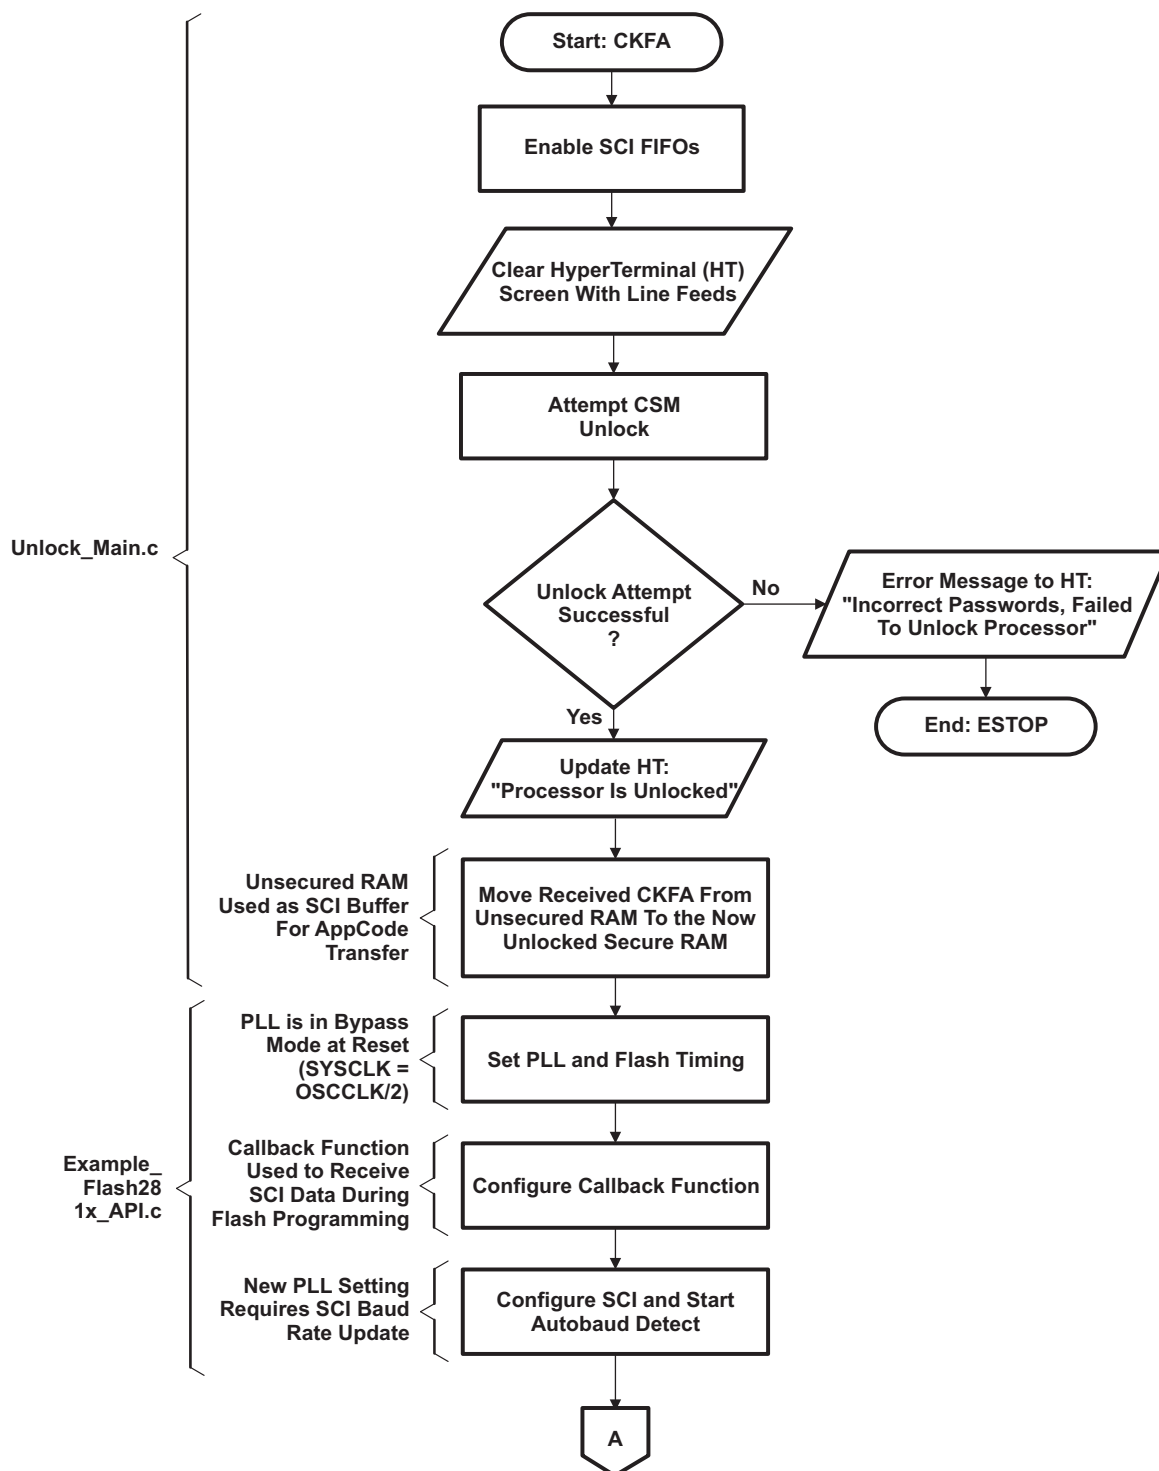 Start: CKFA
Enable SCI FIFOs
Clear HyperTerminal (HT)
Screen With Line Feeds
Attempt CSM
Unlock
Unlock_Main.c
Unlock Attempt
Successful
?
No
Error Message to HT:
"Incorrect Passwords, Failed
To Unlock Processor"
End: ESTOP
Yes
Update HT:
"Processor Is Unlocked"
Unsecured RAM
Used as SCI Buffer
For AppCode
Transfer
Move Received CKFA From
Unsecured RAM To the Now
Unlocked Secure RAM
PLL is in Bypass
Mode at Reset
(SYSCLK =
OSCCLK/2)
Set PLL and Flash Timing
Example_
Flash28
1x_API.c
Callback Function
Used to Receive
SCI Data During
Flash Programming
Configure Callback Function
New PLL Setting
Requires SCI Baud
Rate Update
Configure SCI and Start
Autobaud Detect
A